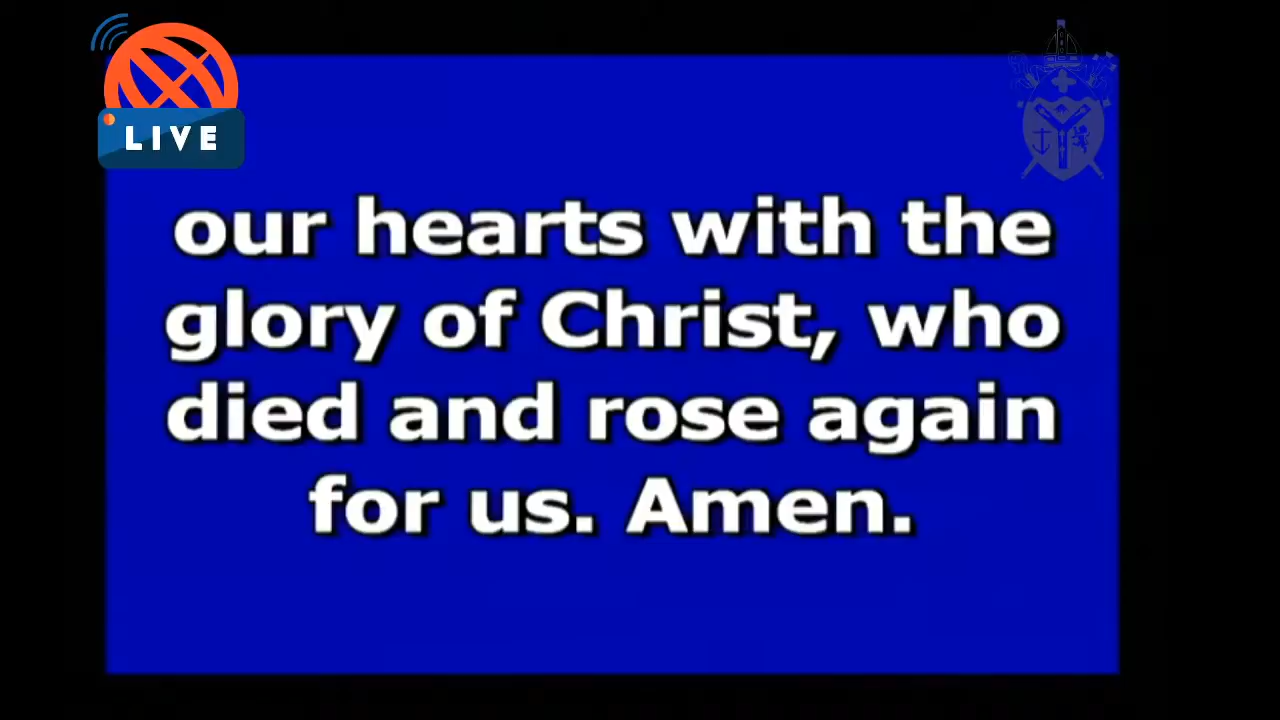 LIVE
our hearts with the
glory of Christ, who
died and rose again
for us. Amen.